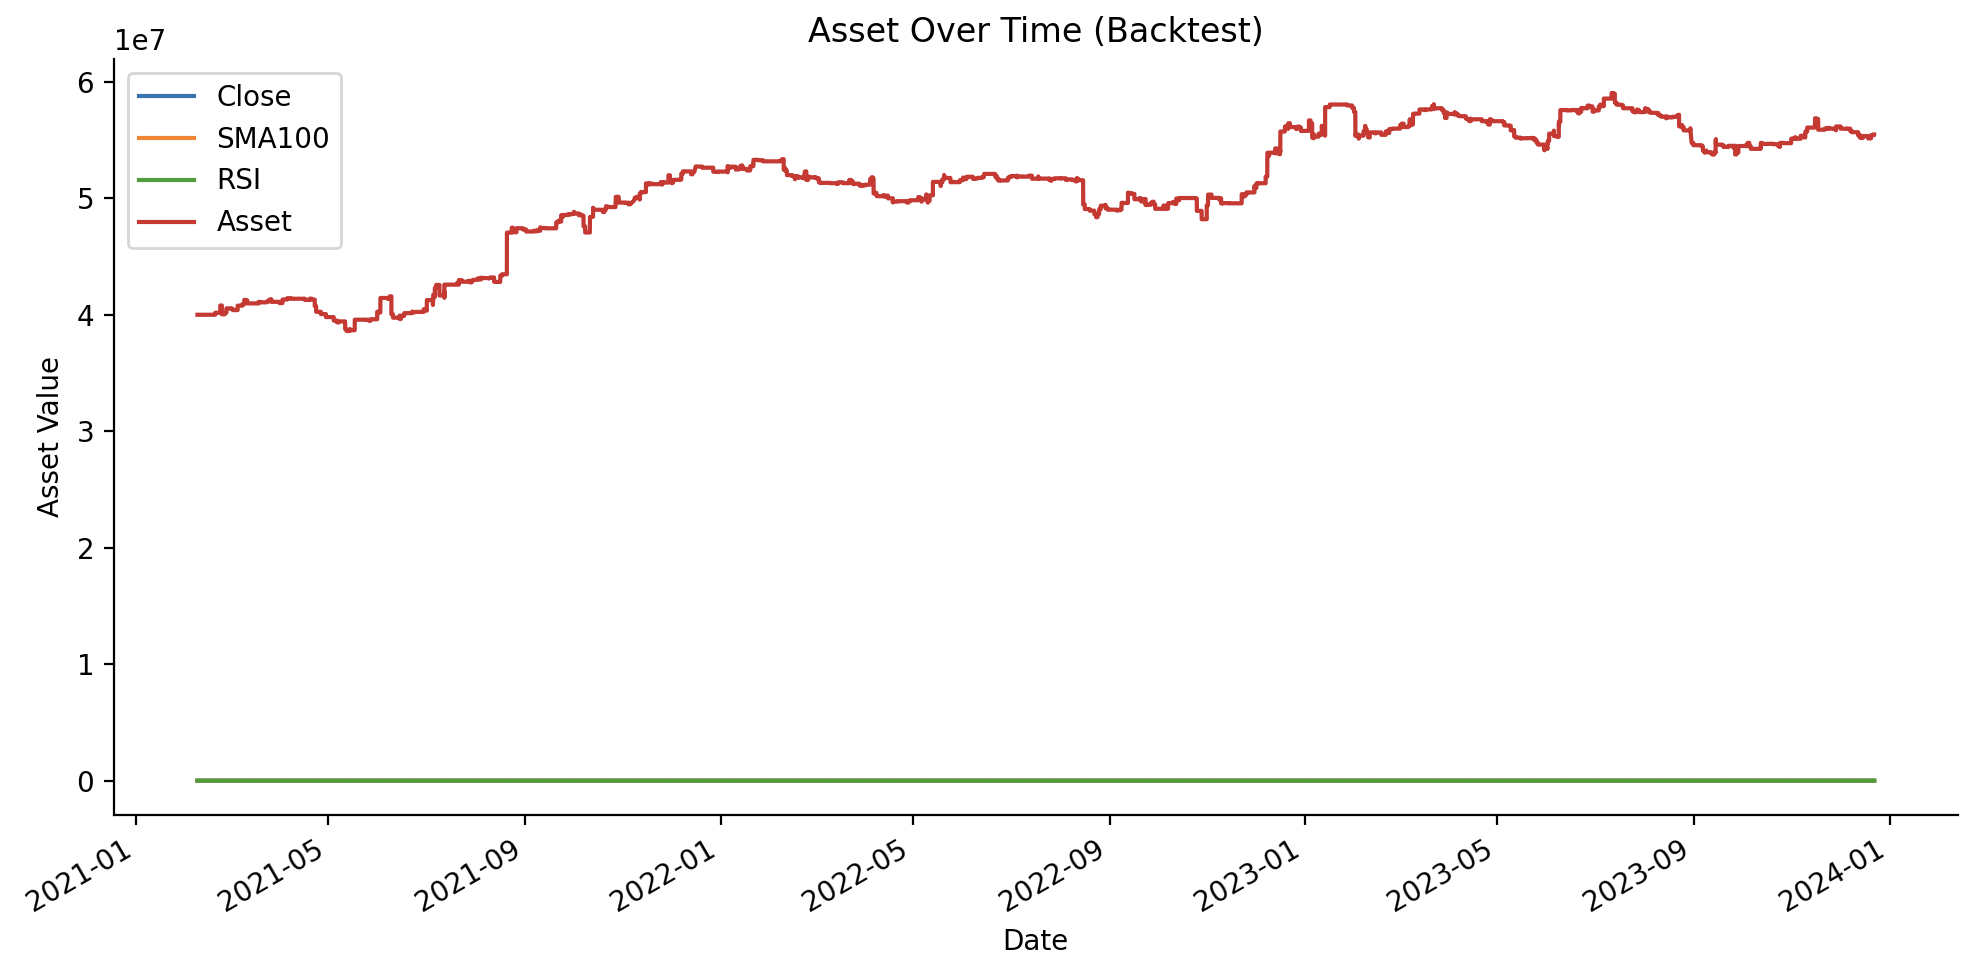 Asset Over Time (Backtest)
1e7
Close
SMA100
RSI
Asset
6
5
4
3
2
1
0
Asset Value
2021-01
2021-05
2021-09
2022-01
2022-05
2022-09
2023-01
2023-05
2023-09
2024-01
Date